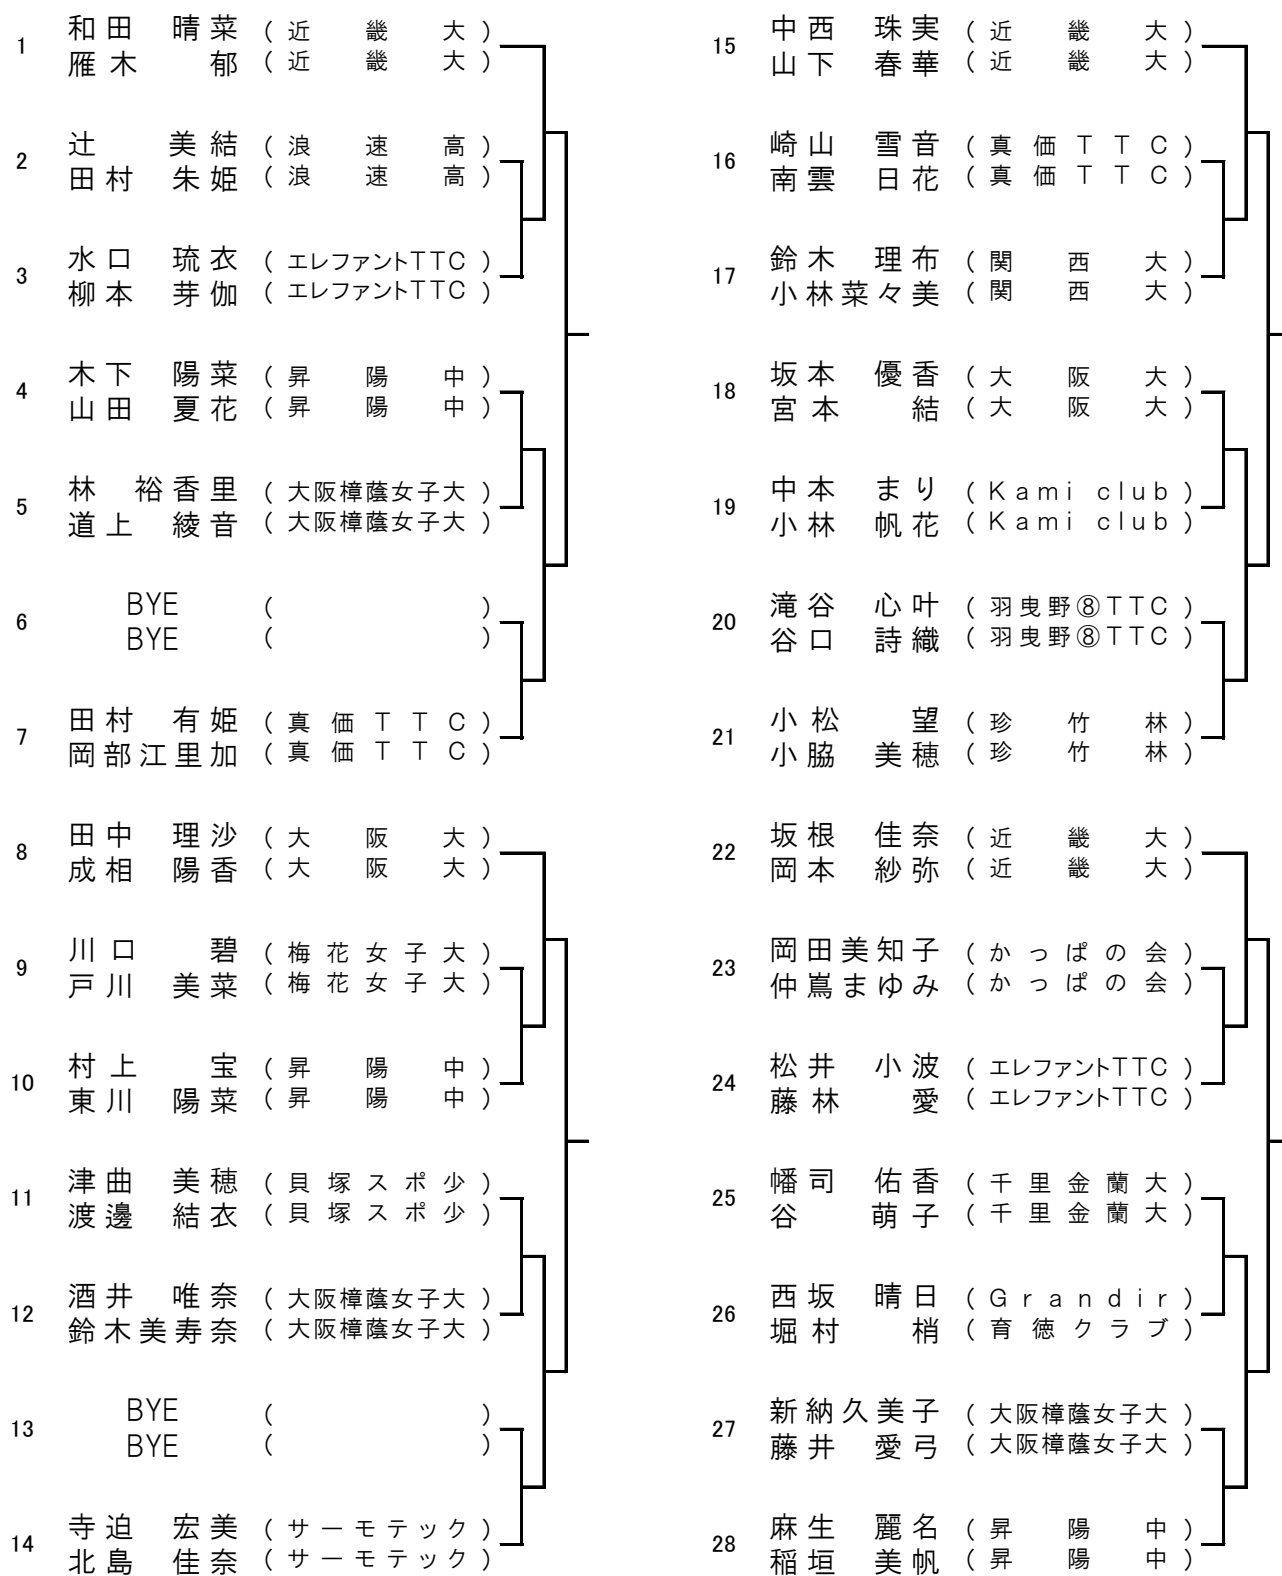 1 和田 晴菜 (近畿大)
雁木 郁 (近畿大)
2 辻 美結 (浪速高)
田村 朱姫 (浪速高)
3 水口 琉衣 (エレファントTTC)
柳本 芽伽 (エレファントTTC)
4 木下 陽菜 (昇陽中)
山田 夏花 (昇陽中)
5 林 裕香里 (大阪樟蔭女子大)
道上 綾音 (大阪樟蔭女子大)
6 BYE ( )
BYE ( )
7 田村 有姫 (真価TTC)
岡部江里加 (真価TTC)
8 田中 理沙 (大阪大)
成相 陽香 (大阪大)
9 川口 碧 (梅花女子大)
戸川 美菜 (梅花女子大)
10 村上 宝 (昇陽中)
東川 陽菜 (昇陽中)
11 津曲 美穂 (貝塚スポ少)
渡邊 結衣 (貝塚スポ少)
12 酒井 唯奈 (大阪樟蔭女子大)
鈴木美寿奈 (大阪樟蔭女子大)
13 BYE ( )
BYE ( )
14 寺迫 宏美 (サーモテック)
北島 佳奈 (サーモテック)
15 中西 珠実 (近畿大)
山下 春華 (近畿大)
16 崎山 雪音 (真価TTC)
南雲 日花 (真価TTC)
17 鈴木 理布 (関西大)
小林菜々美 (関西大)
18 坂本 優香 (大阪大)
宮本 結 (大阪大)
19 中本 まり (Kami club)
小林 帆花 (Kami club)
20 滝谷 心叶 (羽曳野⑧TTC)
谷口 詩織 (羽曳野⑧TTC)
21 小松 望 (珍竹林)
小脇 美穂 (珍竹林)
22 坂根 佳奈 (近畿大)
岡本 紗弥 (近畿大)
23 岡田美知子 (かっぱの会)
仲嶌まゆみ (かっぱの会)
24 松井 小波 (エレファントTTC)
藤林 愛 (エレファントTTC)
25 幡司 佑香 (千里金蘭大)
谷 萌子 (千里金蘭大)
26 西坂 晴日 (Grandir)
堀村 梢 (育徳クラブ)
27 新納久美子 (大阪樟蔭女子大)
藤井 愛弓 (大阪樟蔭女子大)
28 麻生 麗名 (昇陽中)
稲垣 美帆 (昇陽中)